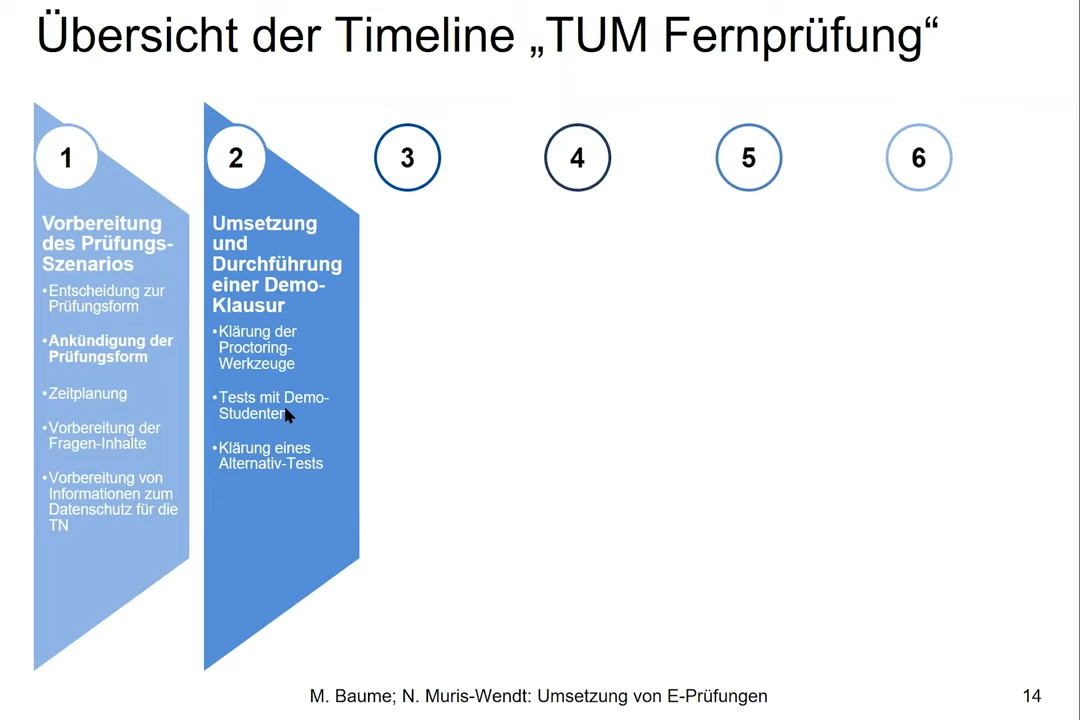 Übersicht der Timeline „TUM Fernprüfung“
1
2
3
4
5
6
Vorbereitung
des Prüfungs-
Szenarios
•Entscheidung zur
Prüfungsform
•Ankündigung der
Prüfungsform
•Zeitplanung
•Vorbereitung der
Fragen-Inhalte
•Vorbereitung von
Informationen zum
Datenschutz für die
TN
Umsetzung
und
Durchführung
einer Demo-
Klausur
•Klärung der
Proctoring-
Werkzeuge
•Tests mit Demo-
Studenten
•Klärung eines
Alternativ-Tests
M. Baume; N. Muris-Wendt: Umsetzung von E-Prüfungen
14